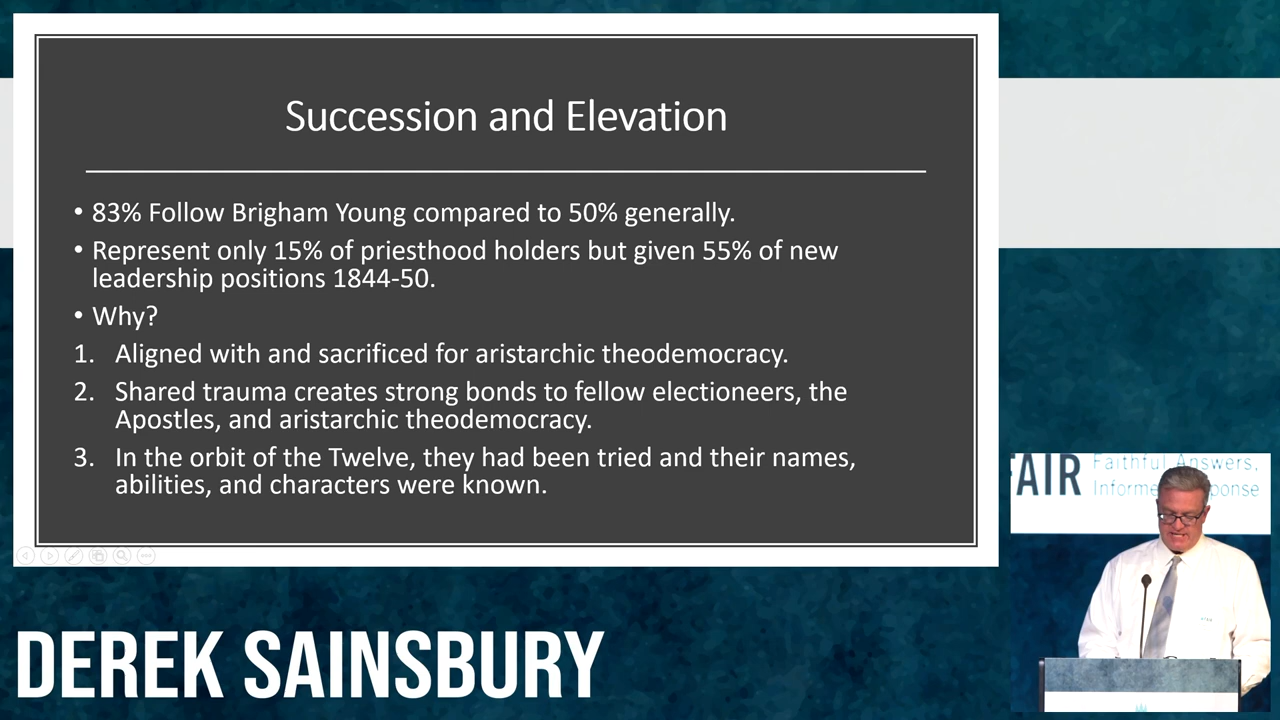 Succession and Elevation
• 83% Follow Brigham Young compared to 50% generally.
• Represent only 15% of priesthood holders but given 55% of new
leadership positions 1844-50.
• Why?
1. Aligned with and sacrificed for aristarchic theodemocracy.
2. Shared trauma creates strong bonds to fellow electioneers, the
Apostles, and aristarchic theodemocracy.
3. In the orbit of the Twelve, they had been tried and their names,
abilities, and characters were known.
FAIR
Faithful Answers,
DEREK SAINSBURY